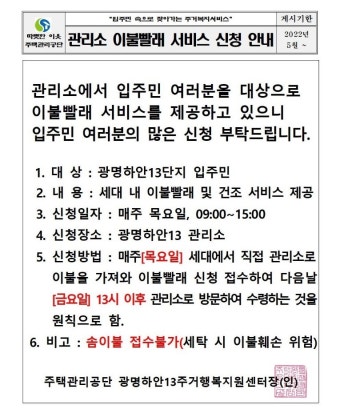 따뜻한 이웃
주택관리공단
"입주민 속으로 찾아가는 주거복지서비스"
관리소 이불빨래 서비스 신청 안내
게시기한
2022년
5월 ~
관리소에서 입주민 여러분을 대상으로
이불빨래 서비스를 제공하고 있으니
입주민 여러분의 많은 신청 부탁드립니다.
1. 대 상 : 광명하안13단지 입주민
2. 내 용 : 세대 내 이불빨래 및 건조 서비스 제공
3. 신청일자 : 매주 목요일, 09:00~15:00
4. 신청장소 : 광명하안13 관리소
5. 신청방법 : 매주[목요일] 세대에서 직접 관리소로
이불을 가져와 이불빨래 신청 접수하여 다음날
[금요일] 13시 이후 관리소로 방문하여 수령하는 것을
원칙으로 함.
6. 비고 : 솜이불 접수불가(세탁 시 이불훼손 위험)
주택관리공단 광명하안13주거행복지원센터장(인)